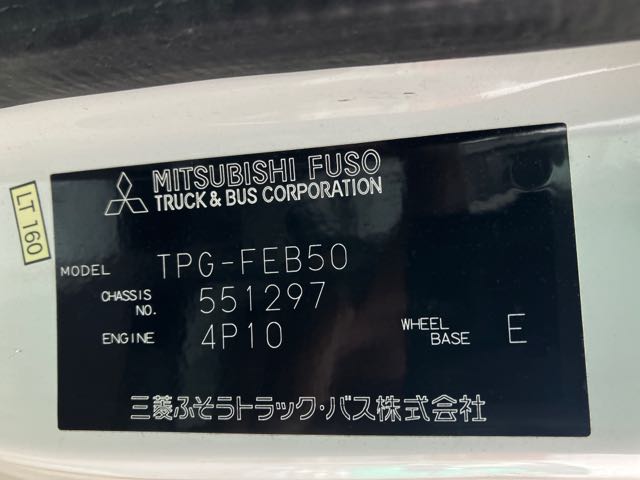 MITSUBISHI FUSO
TRUCK & BUS CORPORATION
LT 160
MODEL TPG-FEB50
CHASSIS NO. 551297
ENGINE 4P10 WHEEL BASE E
三菱ふそうトラック・バス株式会社